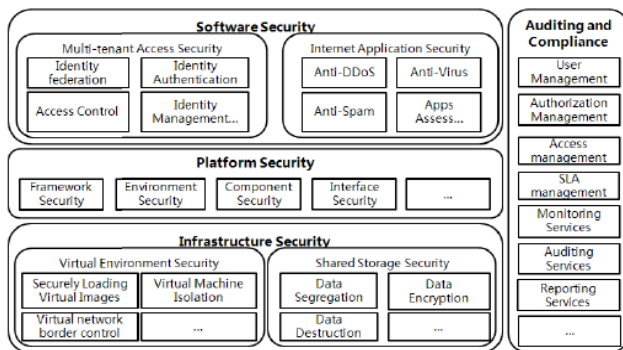 Software Security
Multi-tenant Access Security
Identity
federation
Identity
Authentication
Access Control
Identity
Management...
Internet Application Security
Anti-DDoS
Anti-Virus
Anti-Spam
Apps
Assess...
Platform Security
Framework
Security
Environment
Security
Component
Security
Interface
Security
...
Infrastructure Security
Virtual Environment Security
Securely Loading
Virtual Images
Virtual Machine
Isolation
Virtual network
border control
...
Shared Storage Security
Data
Segregation
Data
Encryption
Data
Destruction
...
Auditing and
Compliance
User
Management
Authorization
Management
Access
management
SLA
management
Monitoring
Services
Auditing
Services
Reporting
Services
...